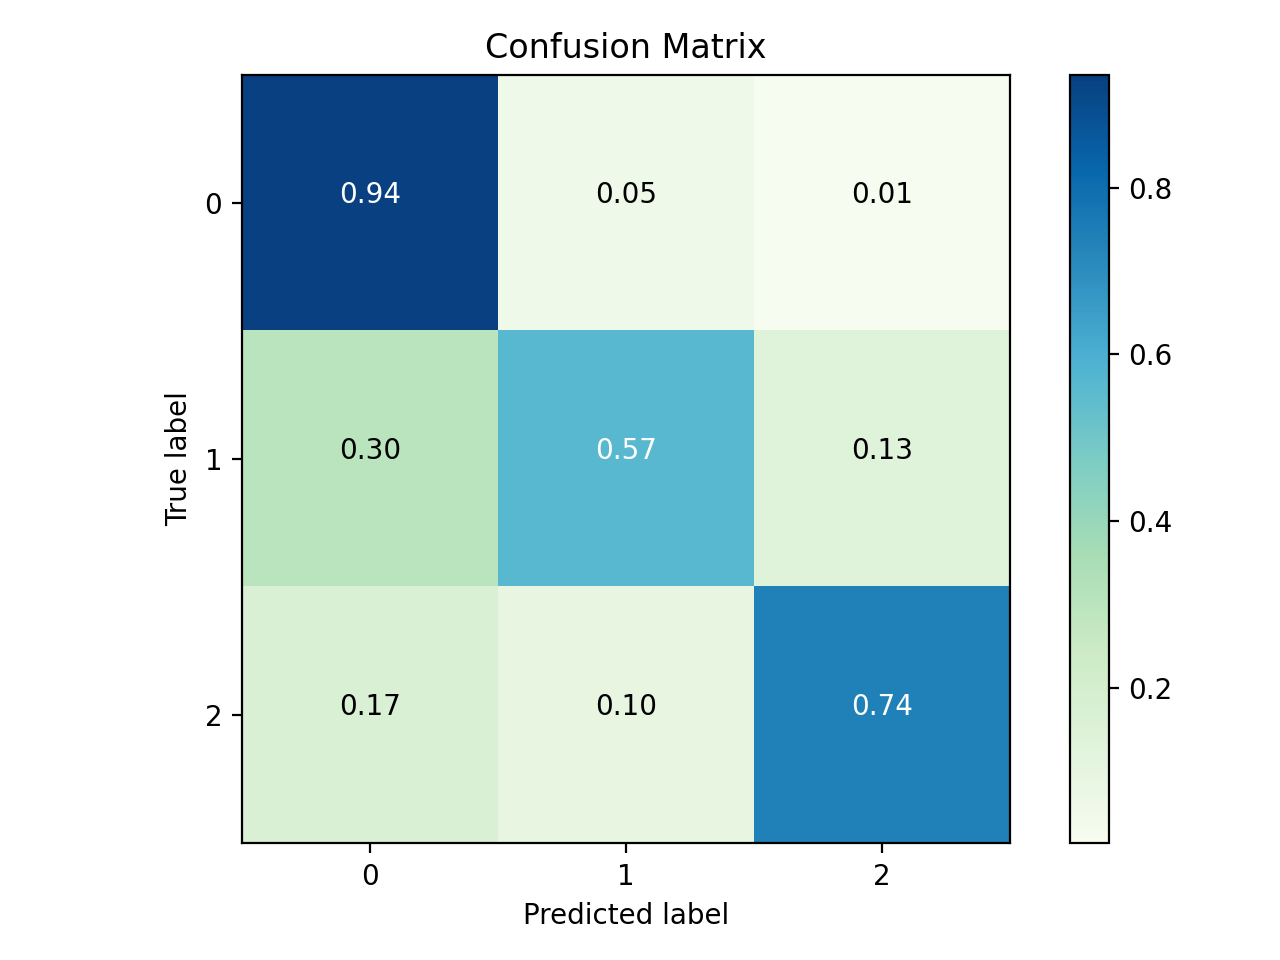 Confusion Matrix
0 0.94 0.05 0.01
1 0.30 0.57 0.13
2 0.17 0.10 0.74
0 1 2
True label
Predicted label
0.8
0.6
0.4
0.2